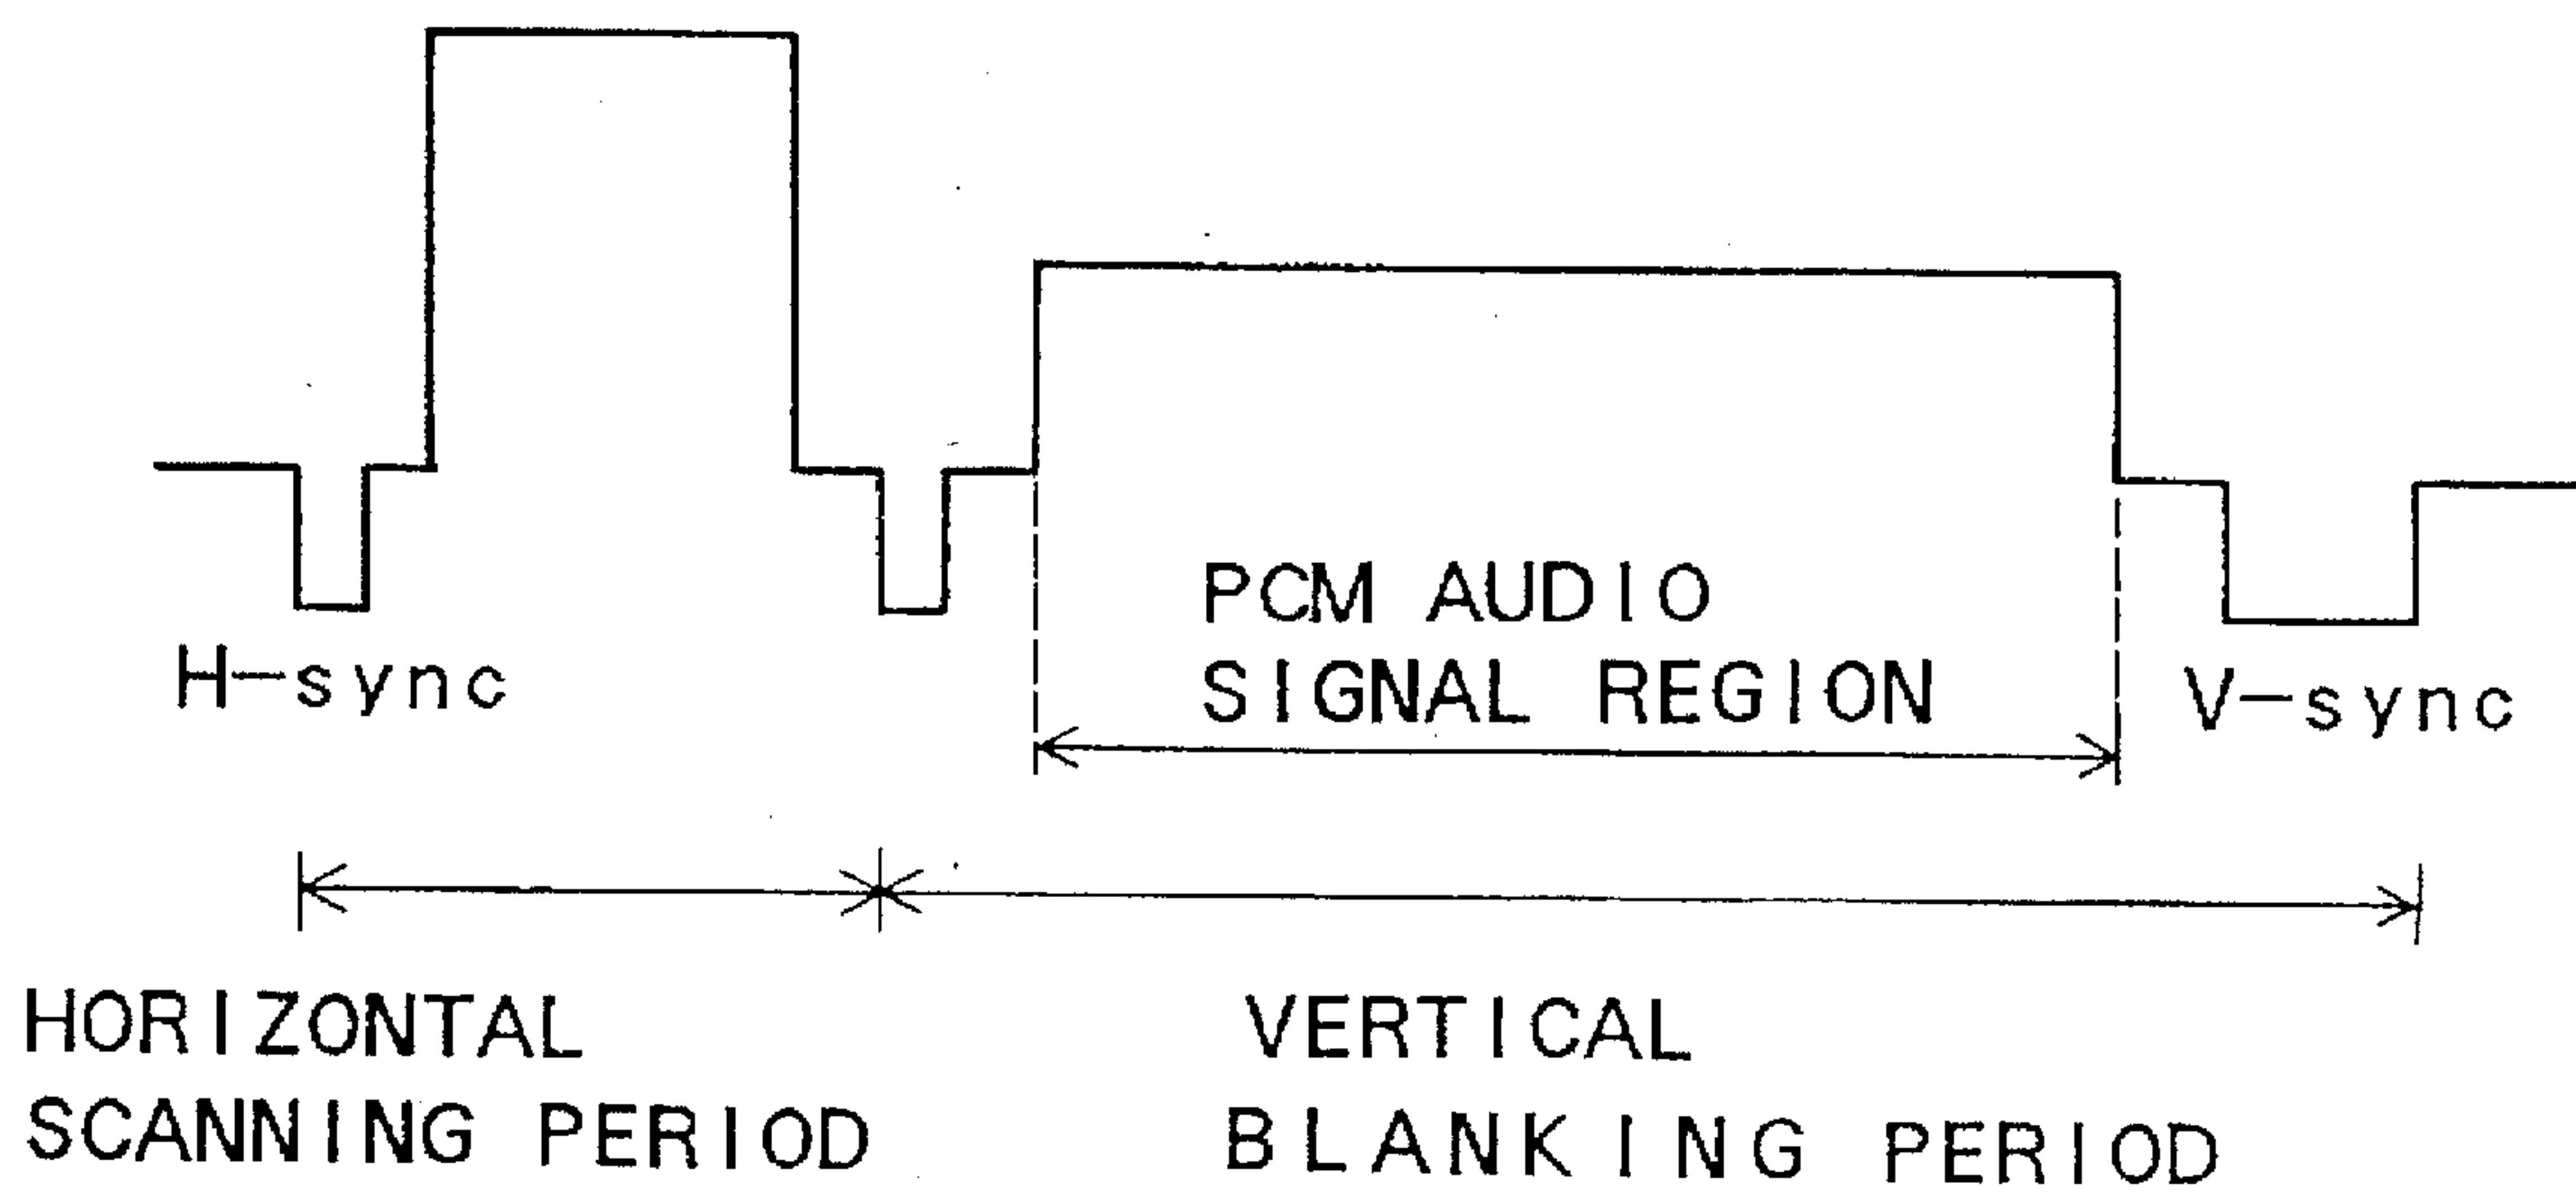 PCM AUDIO
SIGNAL REGION
H-sync
V-sync
HORIZONTAL
SCANNING PERIOD
VERTICAL
BLANKING PERIOD